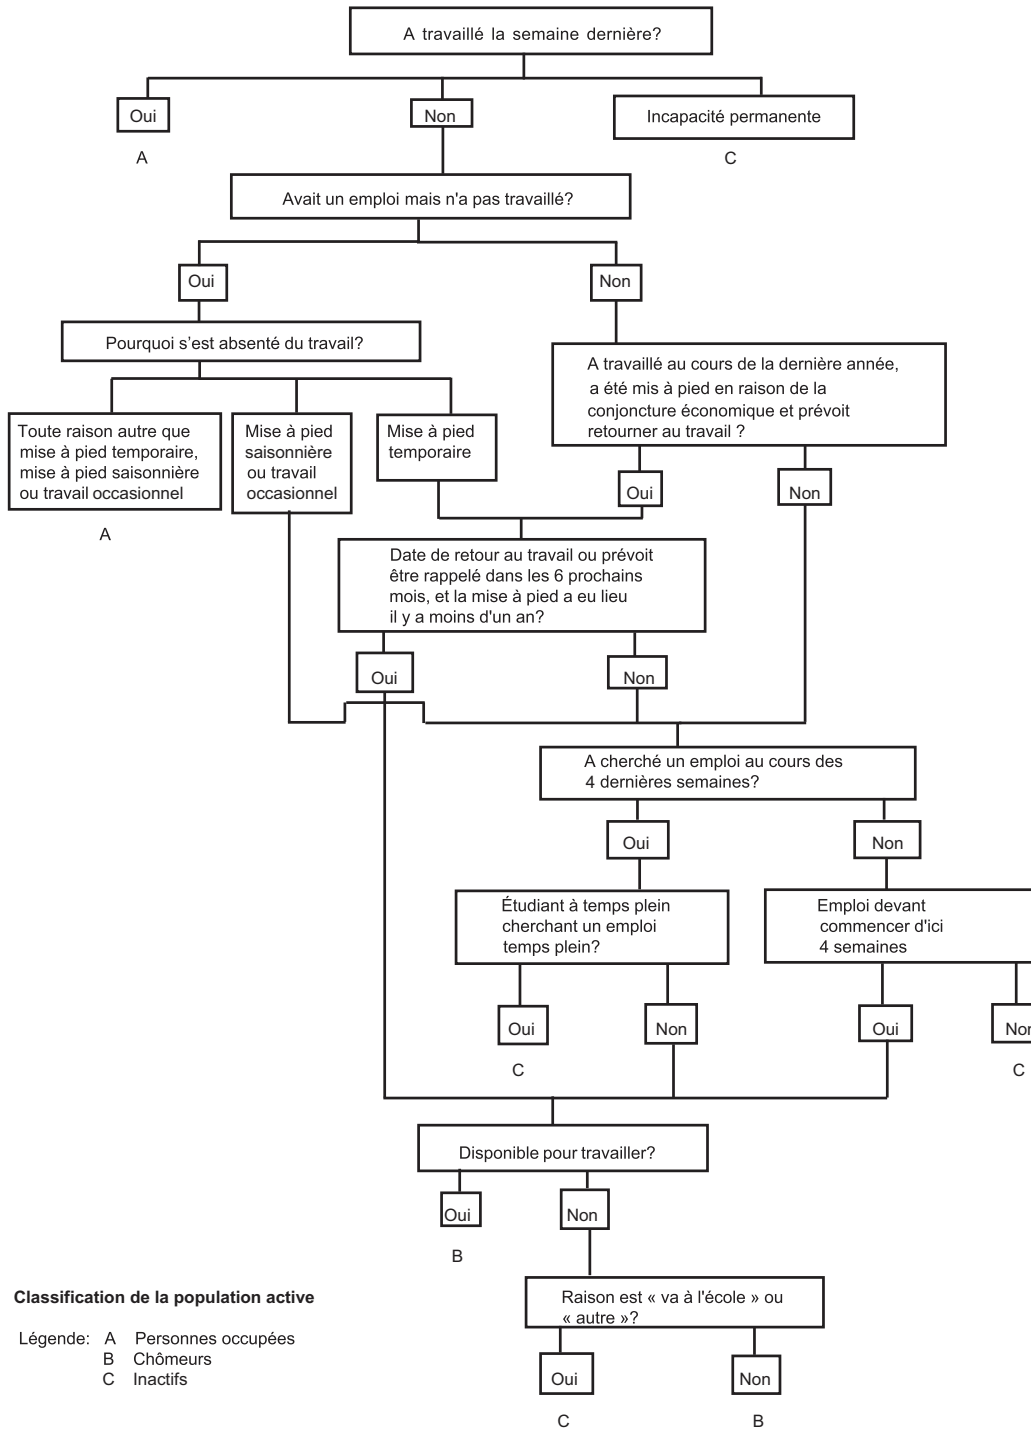 A travaillé la semaine dernière?
Oui
Non
Incapacité permanente
A
C
Avait un emploi mais n'a pas travaillé?
Oui
Non
Pourquoi s'est absenté du travail?
A travaillé au cours de la dernière année,
a été mis à pied en raison de la
conjoncture économique et prévoit
retourner au travail ?
Toute raison autre que
mise à pied temporaire,
mise à pied saisonnière
ou travail occasionnel
Mise à pied
saisonnière
ou travail
occasionnel
Mise à pied
temporaire
Oui
Non
A
Date de retour au travail ou prévoit
être rappelé dans les 6 prochains
mois, et la mise à pied a eu lieu
il y a moins d'un an?
Oui
Non
A cherché un emploi au cours des
4 dernières semaines?
Oui
Non
Étudiant à temps plein
cherchant un emploi
temps plein?
Emploi devant
commencer d'ici
4 semaines
Oui
Non
Oui
C
C
Disponible pour travailler?
Oui
Non
B
Raison est « va à l'école » ou
« autre »?
Oui
Non
C
B
Classification de la population active
Légende: A Personnes occupées
B Chômeurs
C Inactifs